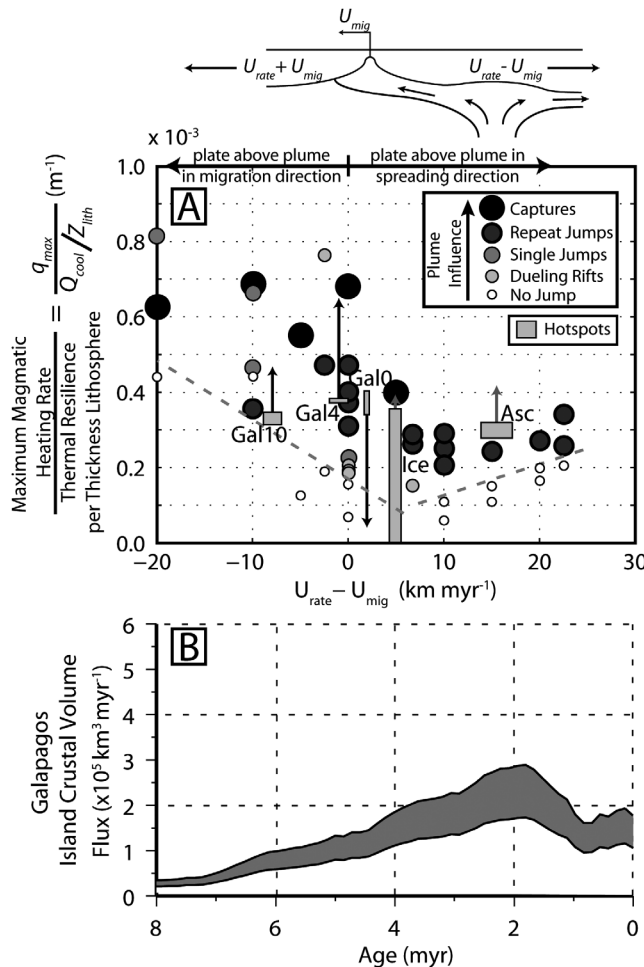 U_mig
U_rate + U_mig
U_rate − U_mig
x 10⁻³
plate above plume
in migration direction
plate above plume in
spreading direction
Maximum Magmatic
Heating Rate
Thermal Resilience
per Thickness Lithosphere
=
q_max
Q_cool/Z_lith
(m⁻¹)
1.0
0.8
0.6
0.4
0.2
0.0
A
Plume
Influence
Captures
Repeat Jumps
Single Jumps
Dueling Rifts
No Jump
Hotspots
Gal10
Gal4
Gal0
Ice
Asc
−20
−10
0
10
20
30
U_rate − U_mig (km myr⁻¹)
B
Galapagos
Island Crustal Volume
Flux (x10⁵ km³ myr⁻¹)
6
5
4
3
2
1
0
8
6
4
2
0
Age (myr)